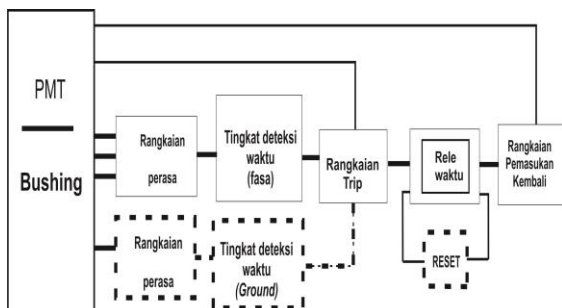 PMT
Bushing
Rangkaian
perasa
Tingkat deteksi
waktu
(fasa)
Rangkaian
Trip
Rele
waktu
Rangkaian
Pemasukan
Kembali
Rangkaian
perasa
Tingkat deteksi
waktu
(Ground)
RESET